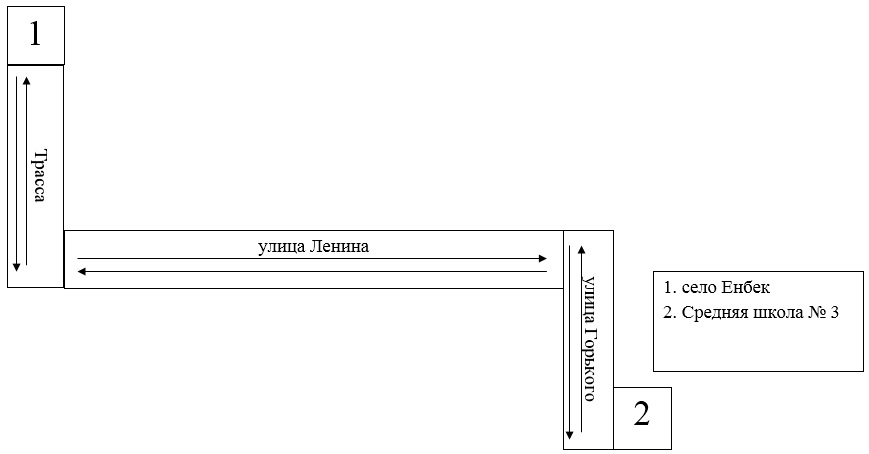 1
Трасса
улица Ленина
улица Горького
2
1. село Енбек
2. Средняя школа № 3